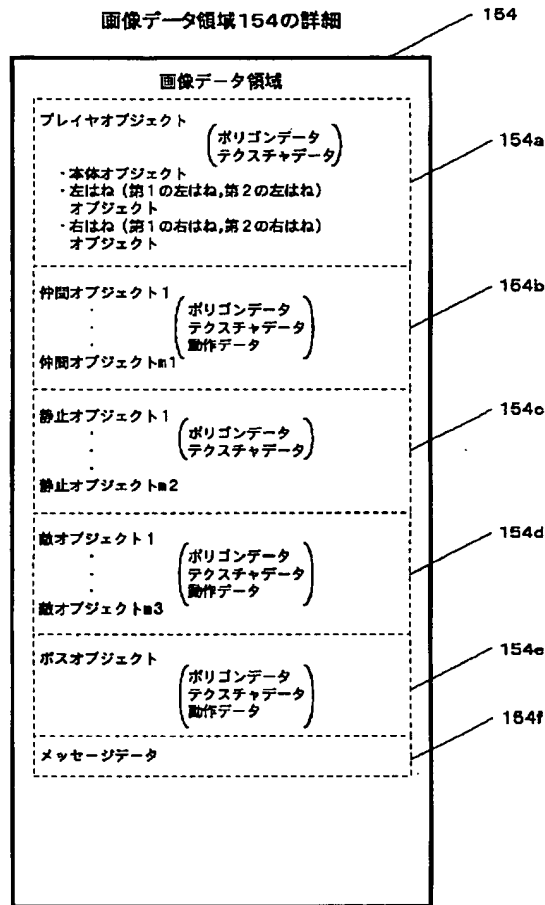 画像データ領域154の詳細
154
画像データ領域
プレイヤオブジェクト
ポリゴンデータ
テクスチャデータ
154a
・本体オブジェクト
・左はね (第1の左はね,第2の左はね)
オブジェクト
・右はね (第1の右はね,第2の右はね)
オブジェクト
仲間オブジェクト1
154b
ポリゴンデータ
テクスチャデータ
動作データ
仲間オブジェクトm1
静止オブジェクト1
154c
ポリゴンデータ
テクスチャデータ
静止オブジェクトm2
敵オブジェクト1
154d
ポリゴンデータ
テクスチャデータ
動作データ
敵オブジェクトm3
ボスオブジェクト
154e
ポリゴンデータ
テクスチャデータ
動作データ
154f
メッセージデータ